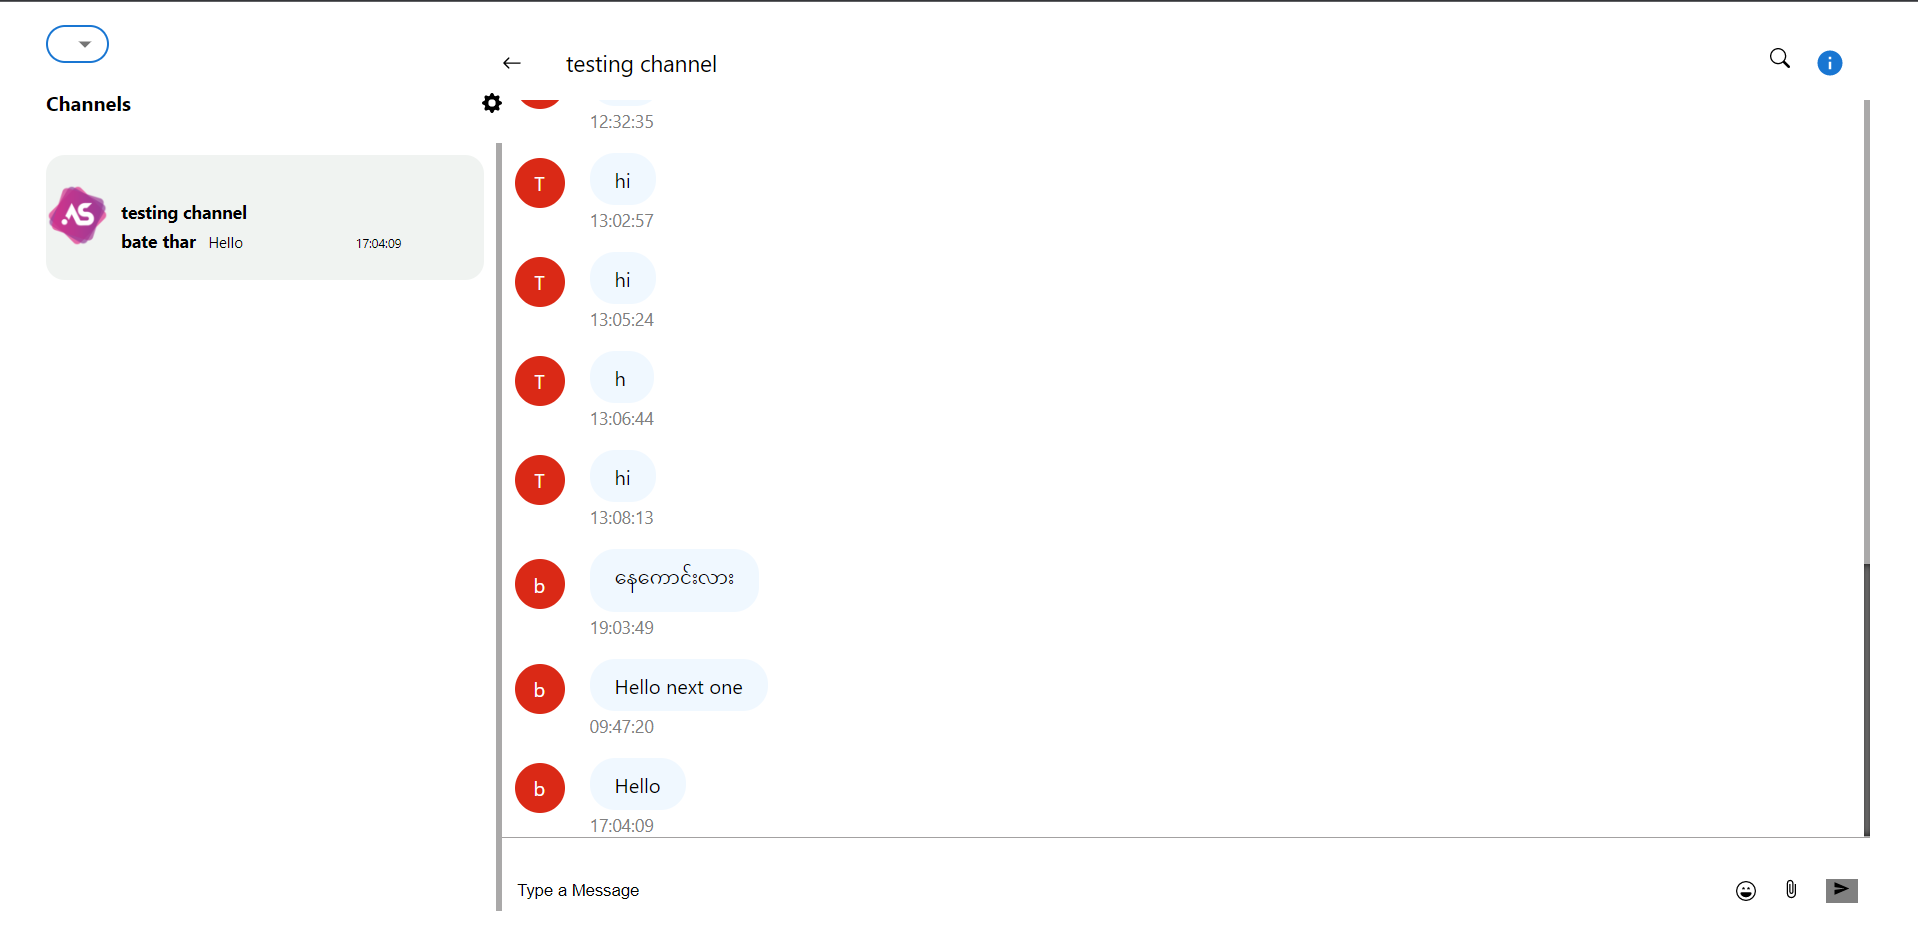 Channels
AS
testing channel
bate thar Hello 17:04:09
testing channel
12:32:35
T
hi
13:02:57
T
hi
13:05:24
T
h
13:06:44
T
hi
13:08:13
b
နေကောင်းလား
19:03:49
b
Hello next one
09:47:20
b
Hello
17:04:09
Type a Message